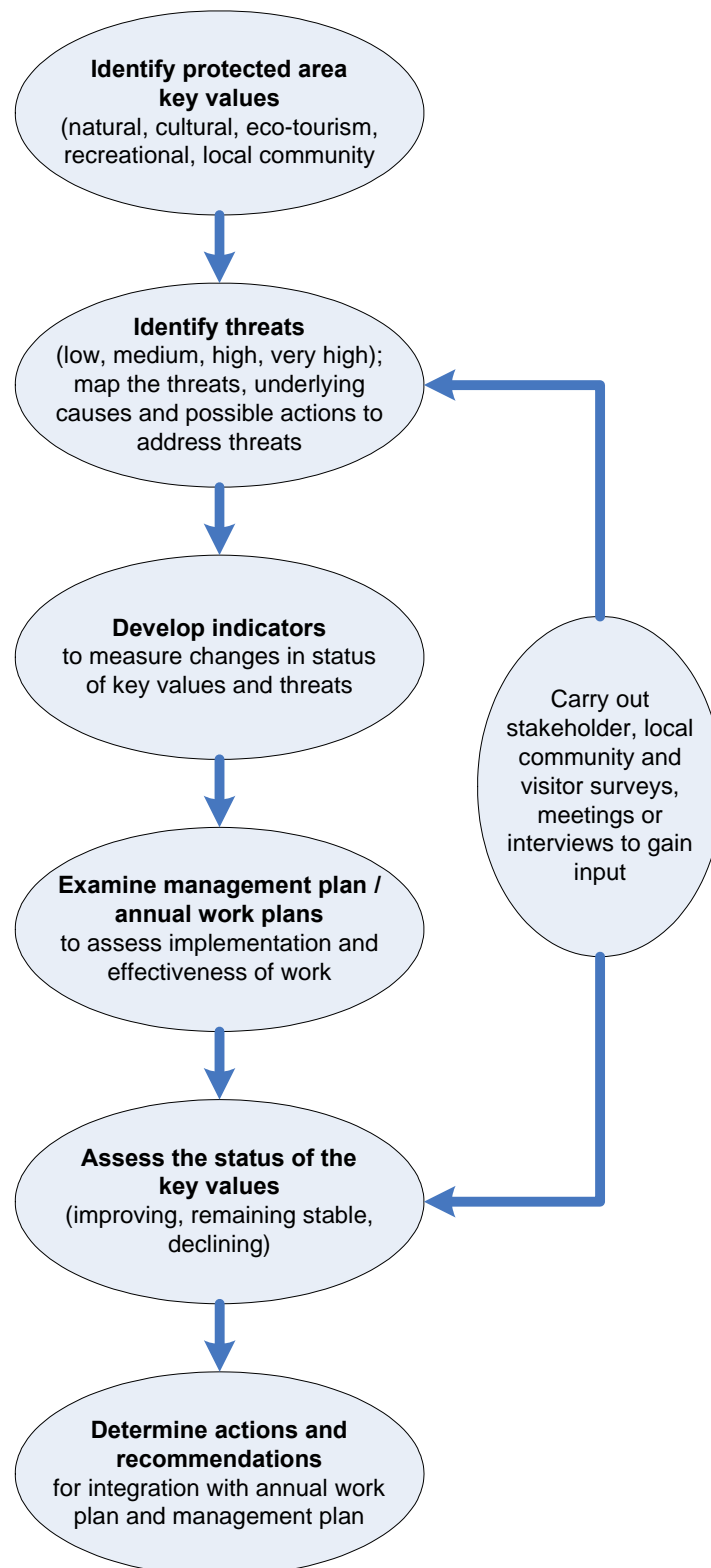 Identify protected area
key values
(natural, cultural, eco-tourism,
recreational, local community
Identify threats
(low, medium, high, very high);
map the threats, underlying
causes and possible actions to
address threats
Develop indicators
to measure changes in status
of key values and threats
Carry out
stakeholder, local
community and
visitor surveys,
meetings or
interviews to gain
input
Examine management plan /
annual work plans
to assess implementation and
effectiveness of work
Assess the status of the
key values
(improving, remaining stable,
declining)
Determine actions and
recommendations
for integration with annual work
plan and management plan